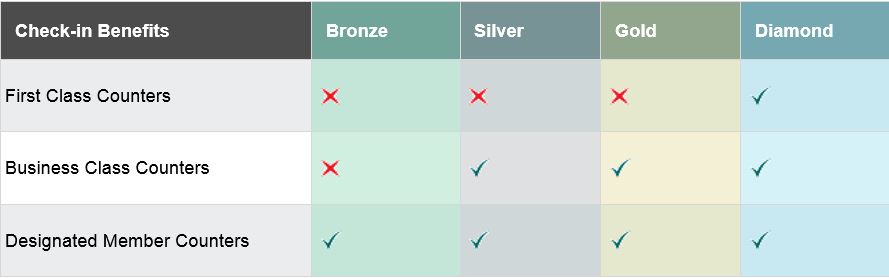 Check-in Benefits Bronze Silver Gold Diamond
First Class Counters
Business Class Counters
Designated Member Counters